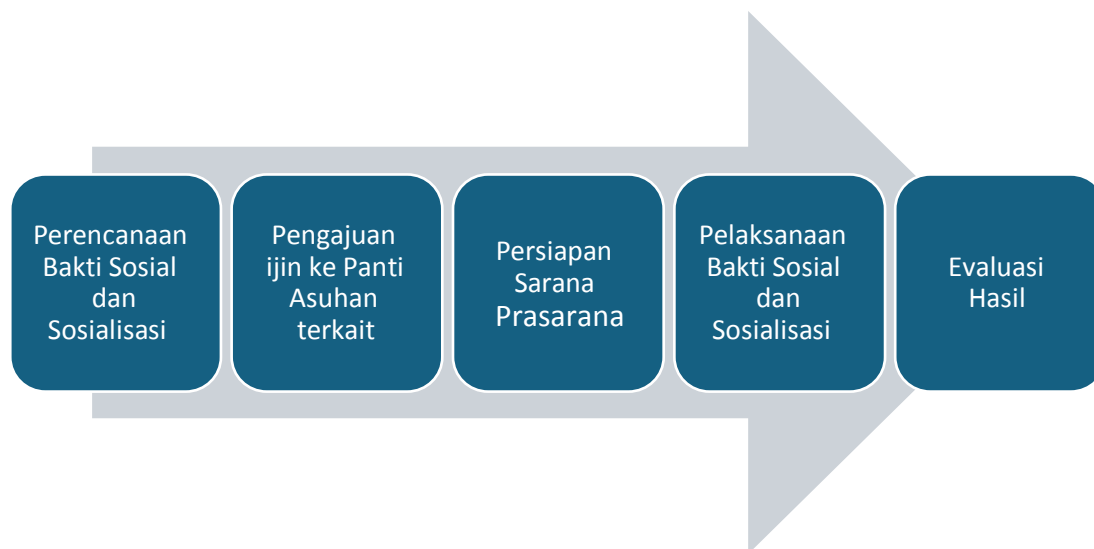 Perencanaan
Bakti Sosial
dan
Sosialisasi
Pengajuan
ijin ke Panti
Asuhan
terkait
Persiapan
Sarana
Prasarana
Pelaksanaan
Bakti Sosial
dan
Sosialisasi
Evaluasi
Hasil